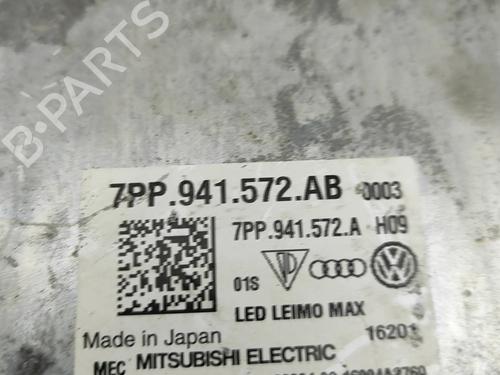 B-PARTS
7PP.941.572.AB 0003
7PP.941.572.A H09
01S
LED LEIMO MAX
Made in Japan 16201
MEC MITSUBISHI ELECTRIC